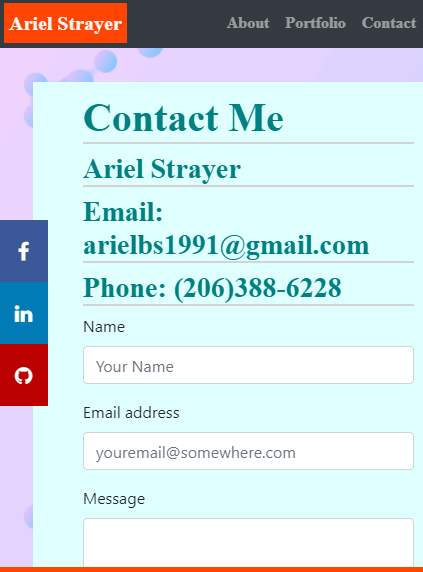 Ariel Strayer
About Portfolio Contact
Contact Me
Ariel Strayer
Email:
arielbs1991@gmail.com
Phone: (206)388-6228
Name
Your Name
Email address
youremail@somewhere.com
Message